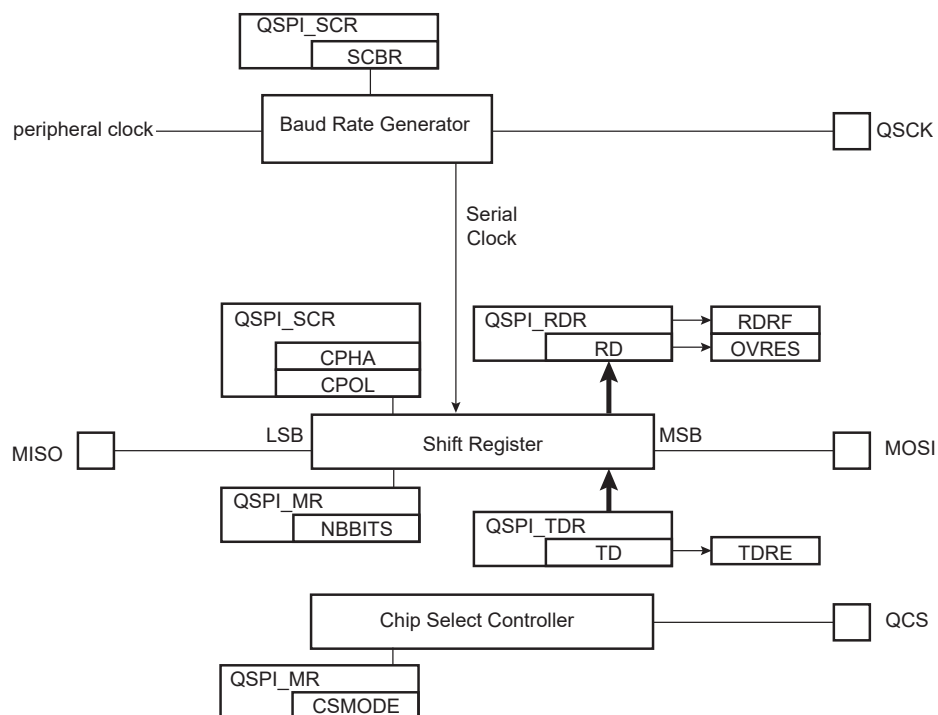 QSPI_SCR
SCBR
peripheral clock
Baud Rate Generator
QSCK
Serial
Clock
QSPI_SCR
CPHA
CPOL
QSPI_RDR
RD
RDRF
OVRES
MISO
LSB
Shift Register
MSB
MOSI
QSPI_MR
NBBITS
QSPI_TDR
TD
TDRE
Chip Select Controller
QCS
QSPI_MR
CSMODE